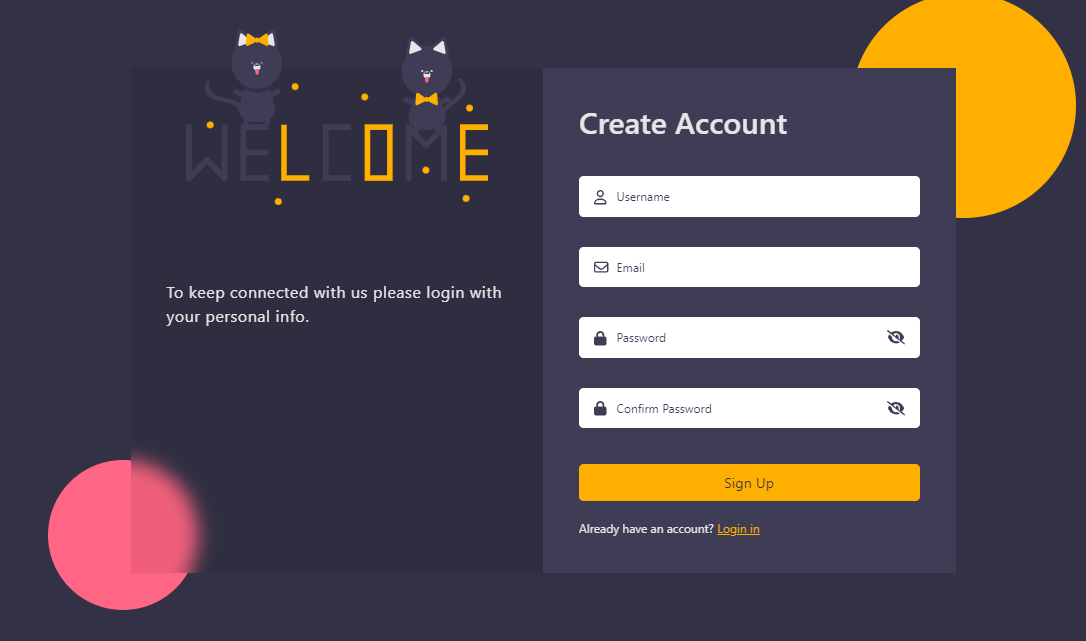 WELCOME
To keep connected with us please login with
your personal info.
Create Account
Username
Email
Password
Confirm Password
Sign Up
Already have an account? Login in